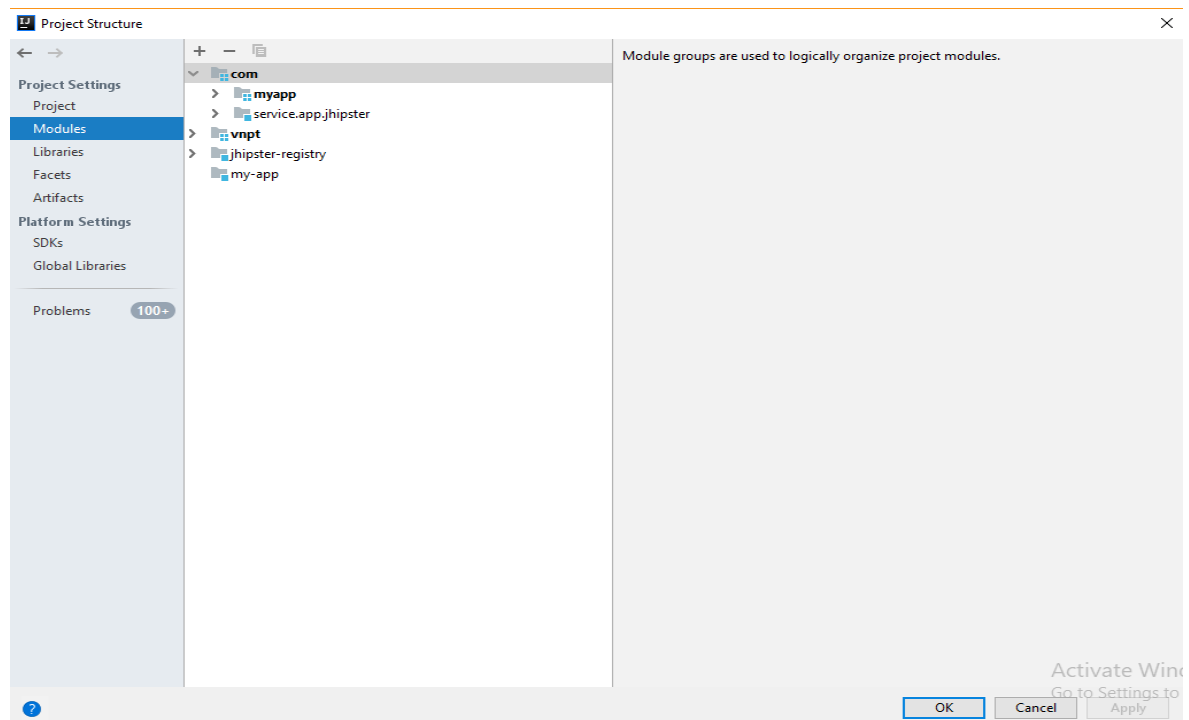 Project Structure
Project Settings
Project
Modules
Libraries
Facets
Artifacts
Platform Settings
SDKs
Global Libraries
Problems 100+
com
myapp
service.app.jhipster
vnpt
jhipster-registry
my-app
Module groups are used to logically organize project modules.
Activate Wind
Go to Settings to
?
OK Cancel Apply